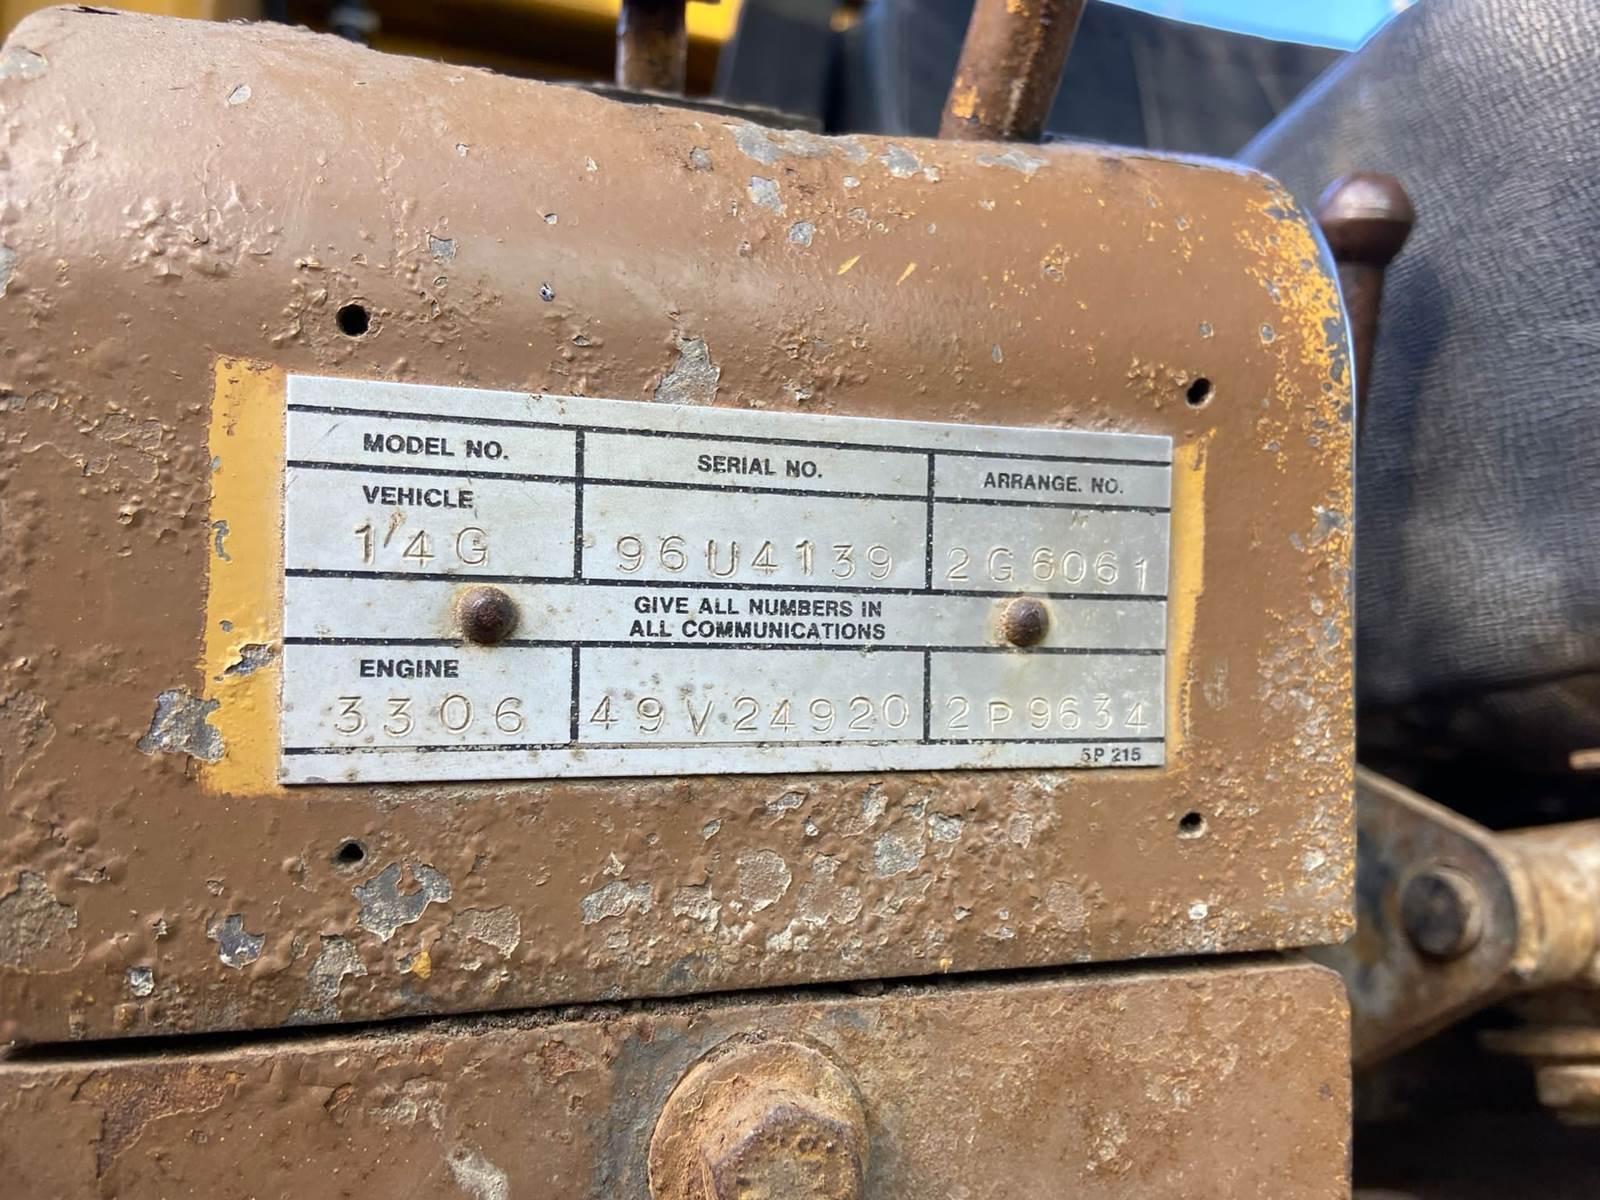 MODEL NO. SERIAL NO. ARRANGE. NO.
VEHICLE
14G 96U4139 2G6061
GIVE ALL NUMBERS IN
ALL COMMUNICATIONS
ENGINE
3306 49V24920 2P9634
5P 215